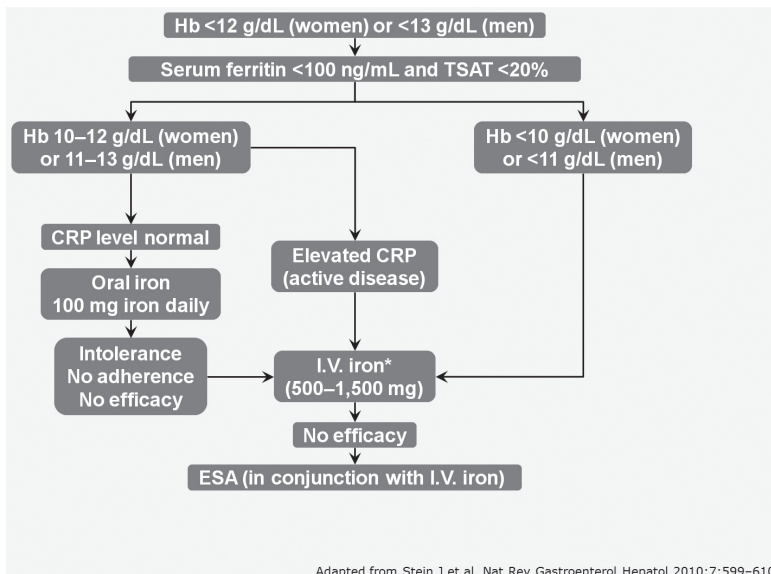 Hb <12 g/dL (women) or <13 g/dL (men)
Serum ferritin <100 ng/mL and TSAT <20%
Hb 10–12 g/dL (women)
or 11–13 g/dL (men)
Hb <10 g/dL (women)
or <11 g/dL (men)
CRP level normal
Elevated CRP
(active disease)
Oral iron
100 mg iron daily
Intolerance
No adherence
No efficacy
I.V. iron*
(500–1,500 mg)
No efficacy
ESA (in conjunction with I.V. iron)
Adapted from Stein J et al. Nat Rev Gastroenterol Hepatol 2010;7:599–610